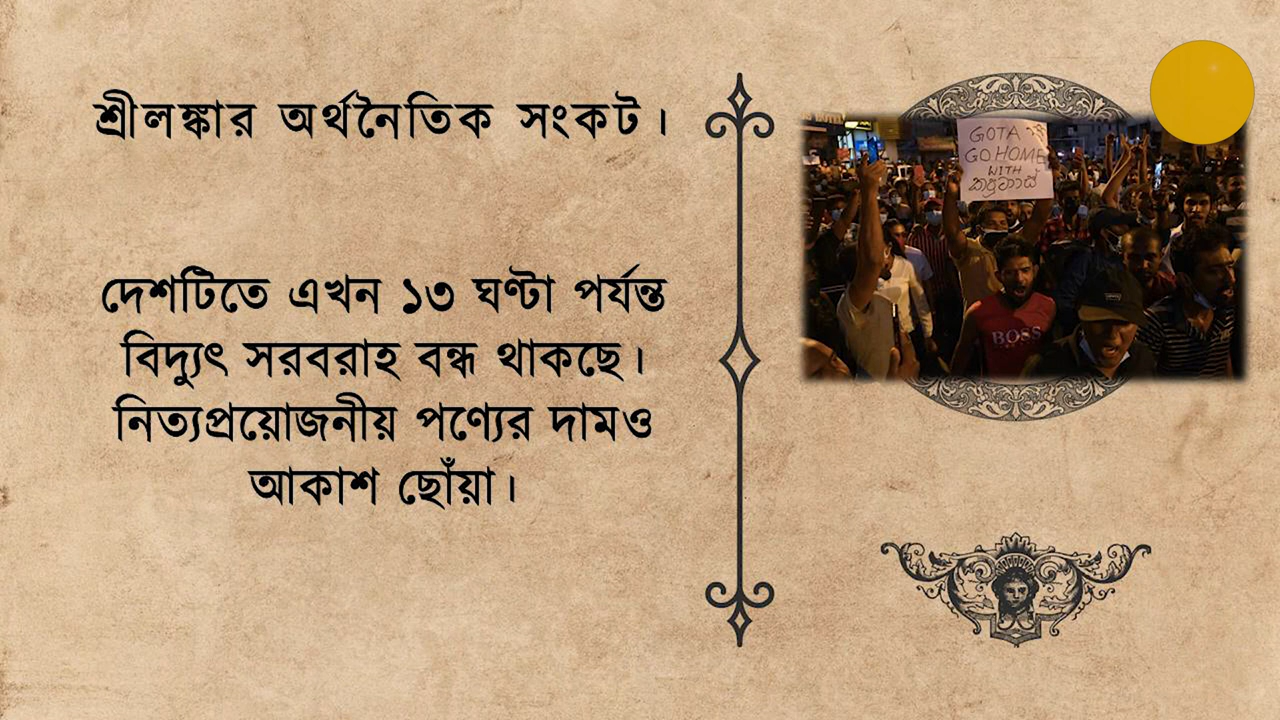 শ্রীলঙ্কার অর্থনৈতিক সংকট।
দেশটিতে এখন ১৩ ঘণ্টা পর্যন্ত
বিদ্যুৎ সরবরাহ বন্ধ থাকছে।
নিত্যপ্রয়োজনীয় পণ্যের দামও
আকাশ ছোঁয়া।
GOTA
GO HOME
WITH
BOSS